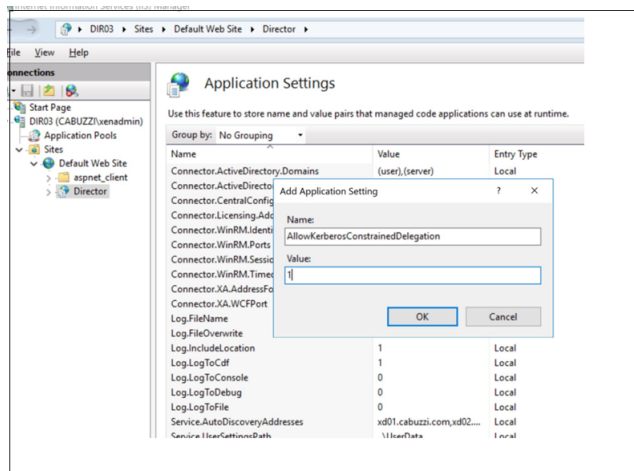 Internet Information Services (IIS) Manager
DIR03 Sites Default Web Site Director
File View Help
Connections
Start Page
DIR03 (CABUZZI\xenadmin)
Application Pools
Sites
Default Web Site
aspnet_client
Director
Application Settings
Use this feature to store name and value pairs that managed code applications can use at runtime.
Group by: No Grouping
Name Value Entry Type
Connector.ActiveDirectory.Domains (user),(server) Local
Connector.ActiveDirecto
Connector.CentralConfig
Connector.Licensing.Add
Connector.WinRM.Identi
Connector.WinRM.Ports
Connector.WinRM.Sessio
Connector.WinRM.Timec
Connector.XA.AddressFo
Connector.XA.WCFPort
Log.FileName
Log.FileOverwrite
Add Application Setting ? X
Name:
AllowKerberosConstrainedDelegation
Value:
1
OK Cancel
Log.IncludeLocation 1 Local
Log.LogToCdf 1 Local
Log.LogToConsole 0 Local
Log.LogToDebug 0 Local
Log.LogToFile 0 Local
Service.AutoDiscoveryAddresses xd01.cabuzzi.com,xd02.... Local
Service.UserSettingsPath .\UserData Local